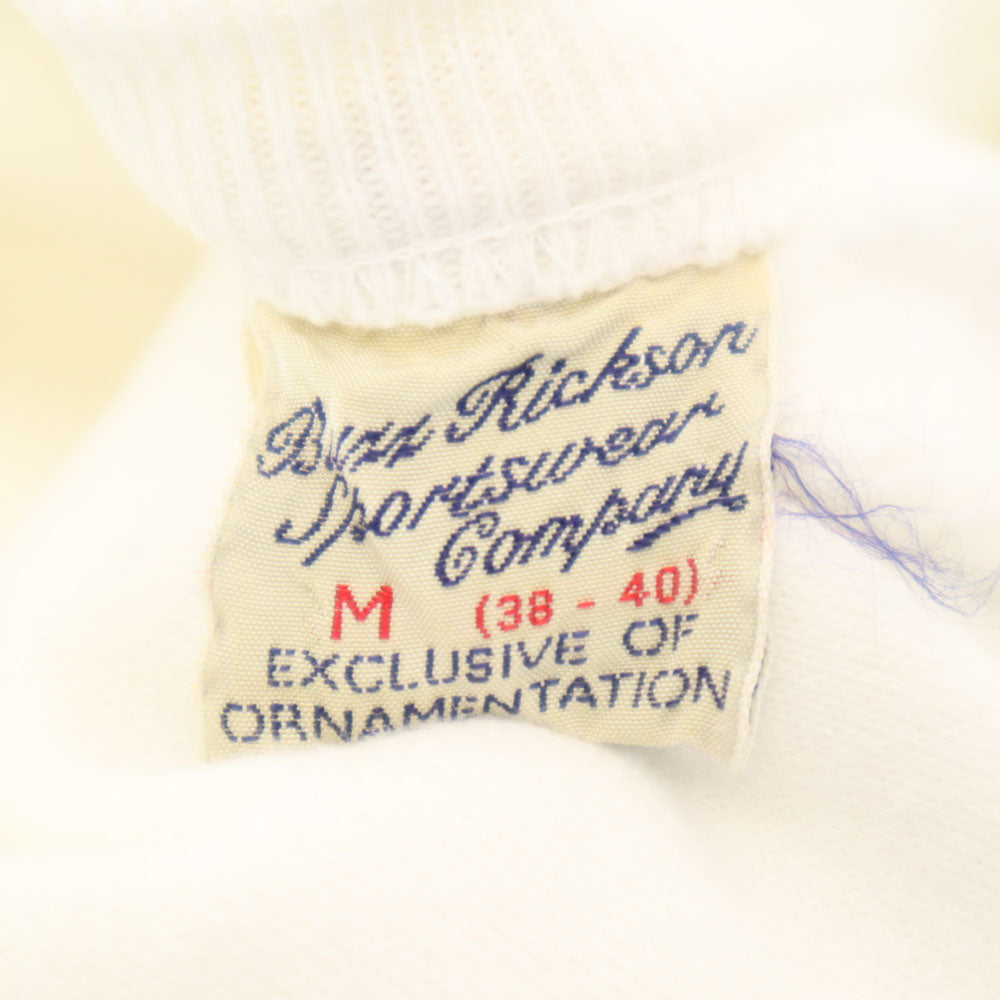 Buzz Rickson
Sportswear
Company
M (38 - 40)
EXCLUSIVE OF
ORNAMENTATION